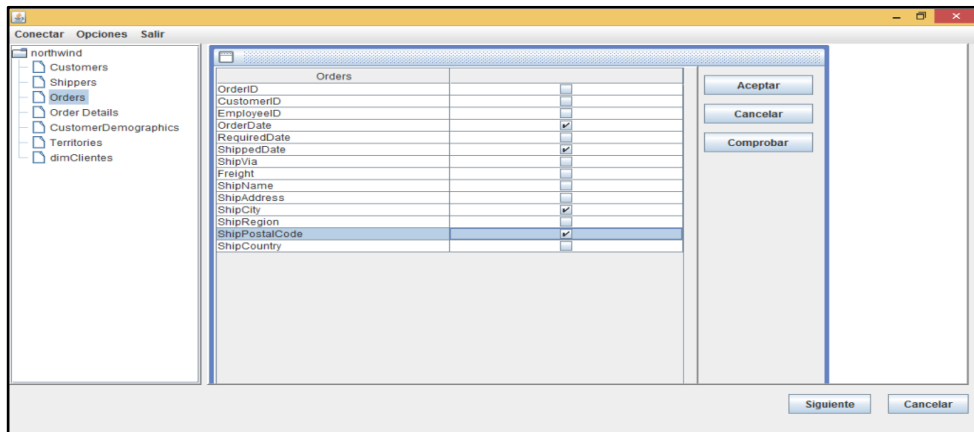 Conectar Opciones Salir
northwind
Customers
Shippers
Orders
Order Details
CustomerDemographics
Territories
dimClientes
Orders
OrderID
CustomerID
EmployeeID
OrderDate
RequiredDate
ShippedDate
ShipVia
Freight
ShipName
ShipAddress
ShipCity
ShipRegion
ShipPostalCode
ShipCountry
Aceptar
Cancelar
Comprobar
Siguiente Cancelar